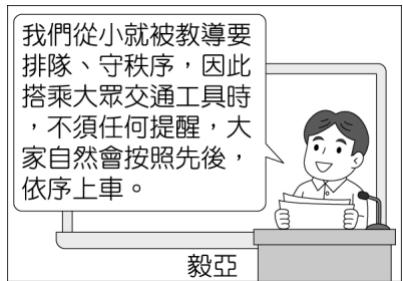 我們從小就被教導要
排隊、守秩序，因此
搭乘大眾交通工具時
，不須任何提醒，大
家自然會按照先後，
依序上車。
毅亞